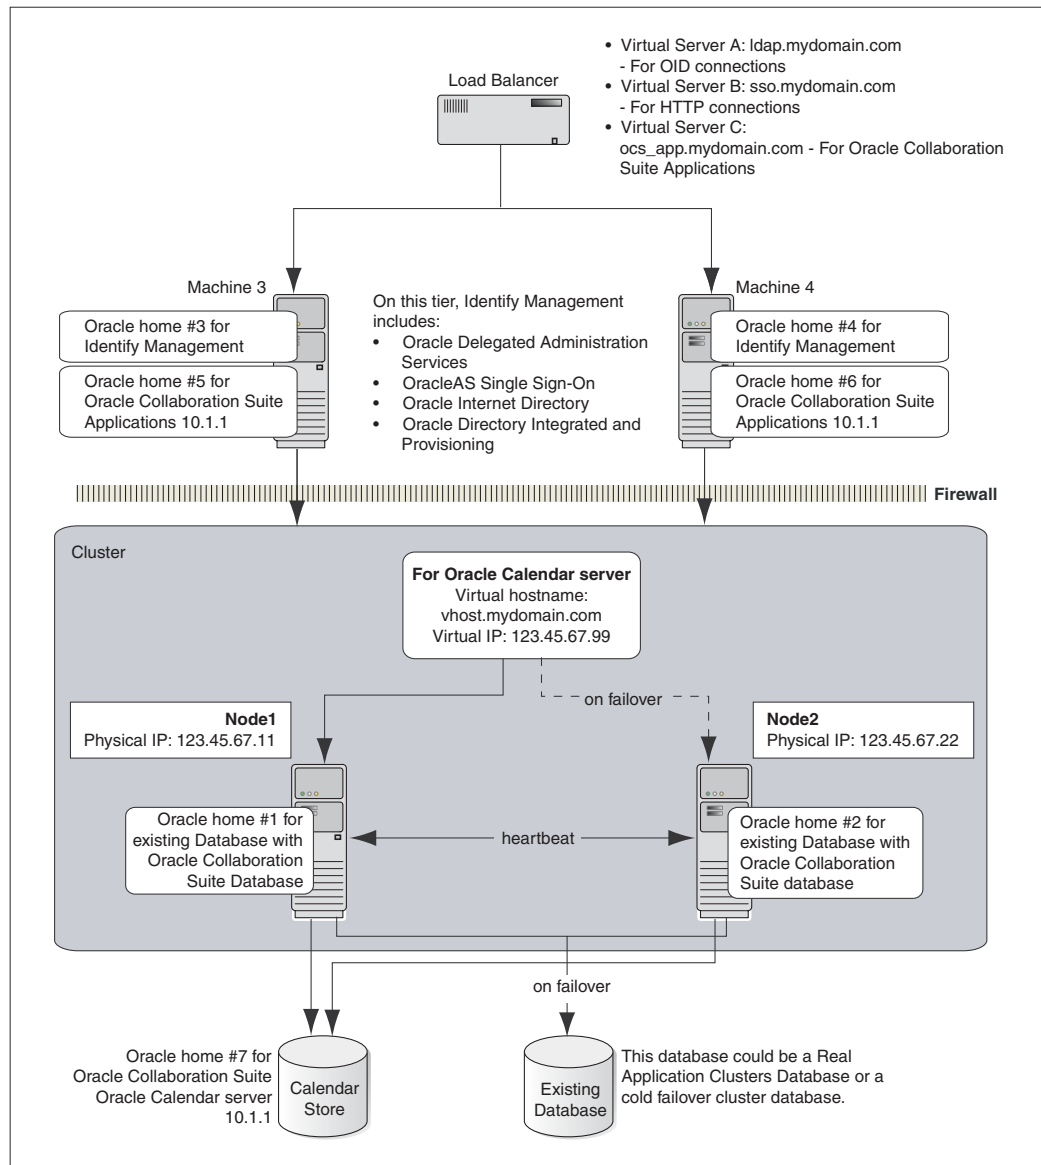 • Virtual Server A: ldap.mydomain.com
- For OID connections
• Virtual Server B: sso.mydomain.com
- For HTTP connections
• Virtual Server C:
ocs_app.mydomain.com - For Oracle Collaboration
Suite Applications
Load Balancer
Machine 3
Oracle home #3 for
Identify Management
Oracle home #5 for
Oracle Collaboration Suite
Applications 10.1.1
On this tier, Identify Management
includes:
• Oracle Delegated Administration
Services
• OracleAS Single Sign-On
• Oracle Internet Directory
• Oracle Directory Integrated and
Provisioning
Machine 4
Oracle home #4 for
Identify Management
Oracle home #6 for
Oracle Collaboration Suite
Applications 10.1.1
Firewall
Cluster
For Oracle Calendar server
Virtual hostname:
vhost.mydomain.com
Virtual IP: 123.45.67.99
on failover
Node1
Physical IP: 123.45.67.11
Node2
Physical IP: 123.45.67.22
Oracle home #1 for
existing Database with
Oracle Collaboration
Suite Database
heartbeat
Oracle home #2 for
existing Database with
Oracle Collaboration
Suite database
on failover
Oracle home #7 for
Oracle Collaboration Suite
Oracle Calendar server
10.1.1
Calendar
Store
Existing
Database
This database could be a Real
Application Clusters Database or a
cold failover cluster database.